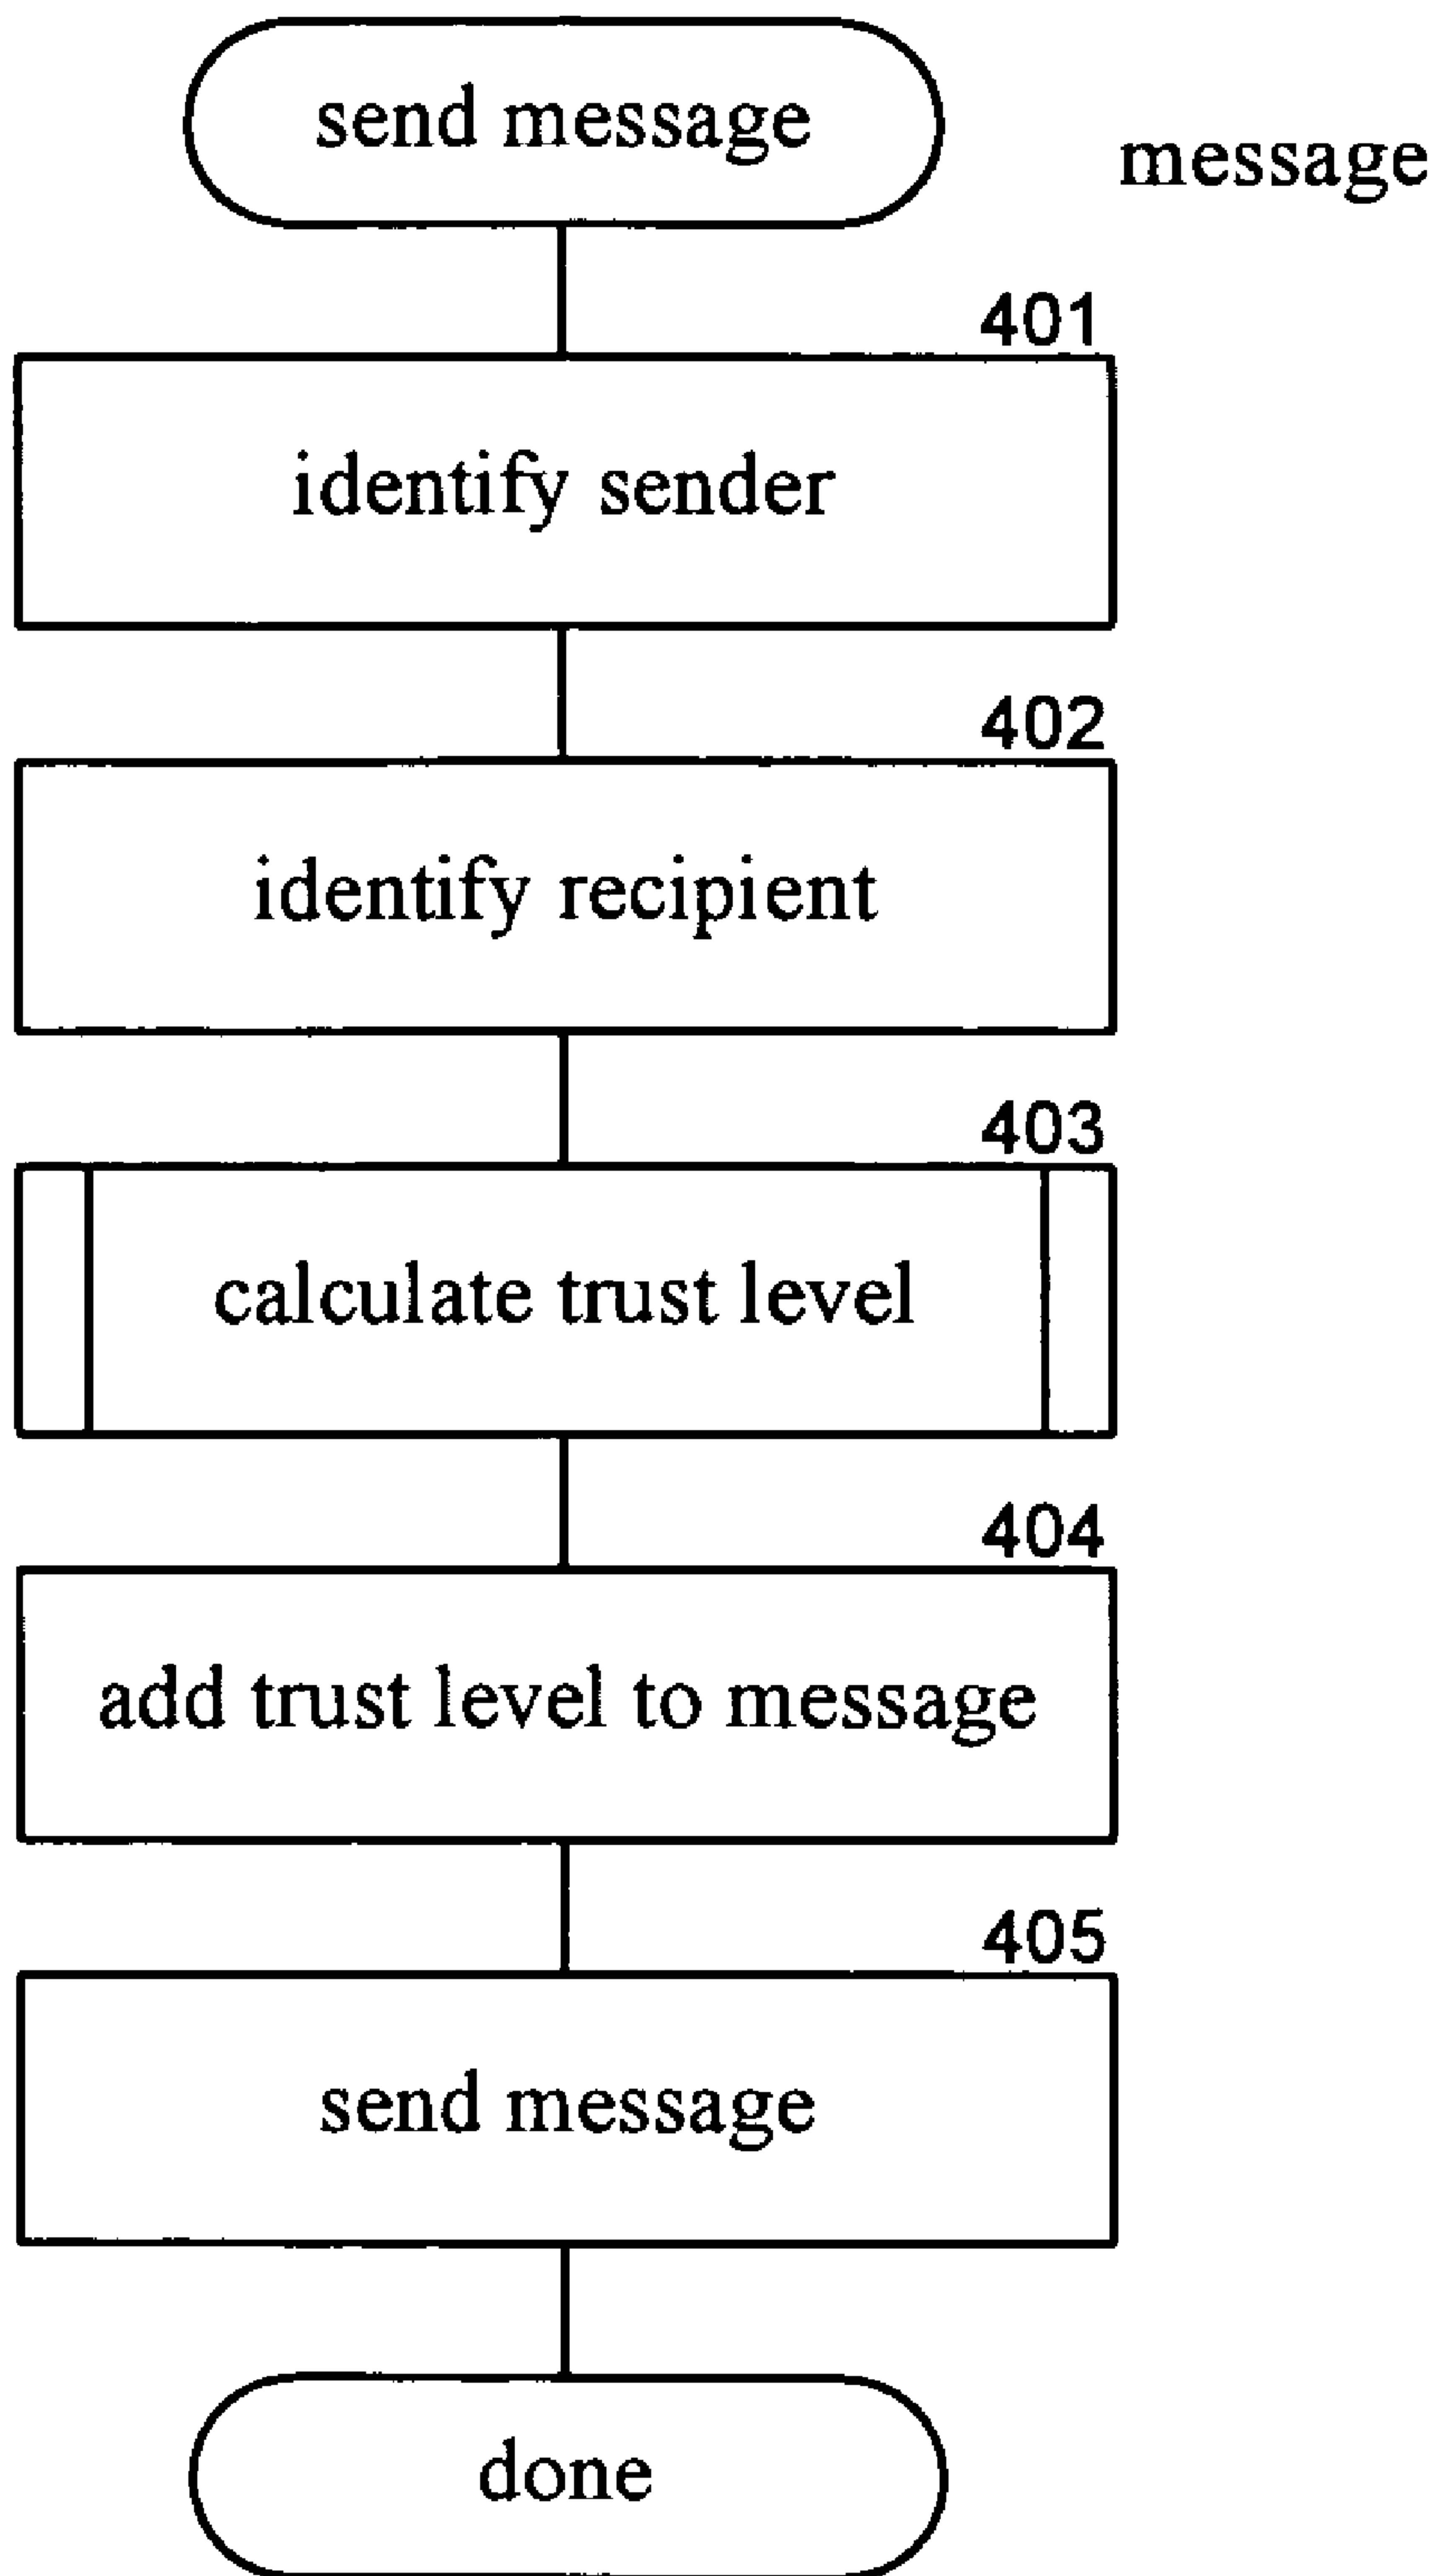 send message
message
401
identify sender
402
identify recipient
403
calculate trust level
404
add trust level to message
405
send message
done